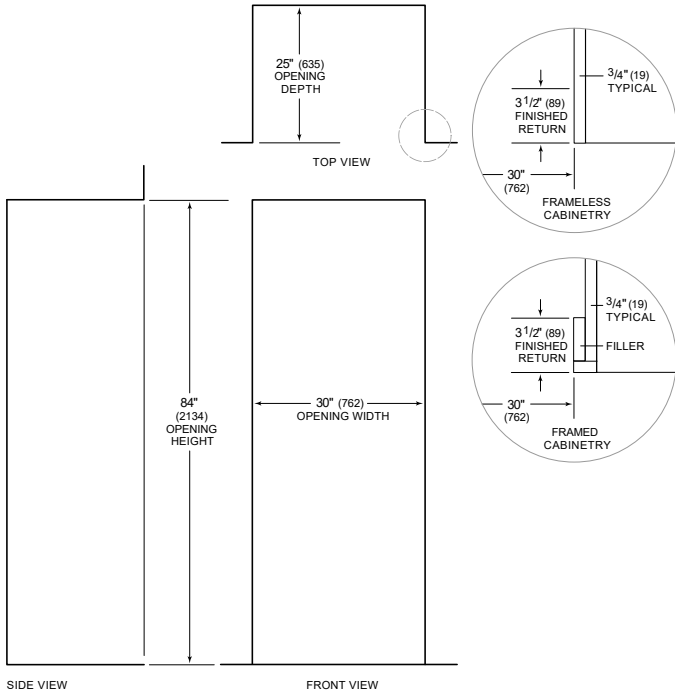 25" (635)
OPENING
DEPTH
TOP VIEW
3/4" (19)
TYPICAL
3 1/2" (89)
FINISHED
RETURN
30"
(762)
FRAMELESS
CABINETRY
3/4" (19)
TYPICAL
3 1/2" (89)
FINISHED
RETURN
FILLER
30"
(762)
FRAMED
CABINETRY
84"
(2134)
OPENING
HEIGHT
30" (762)
OPENING WIDTH
SIDE VIEW
FRONT VIEW